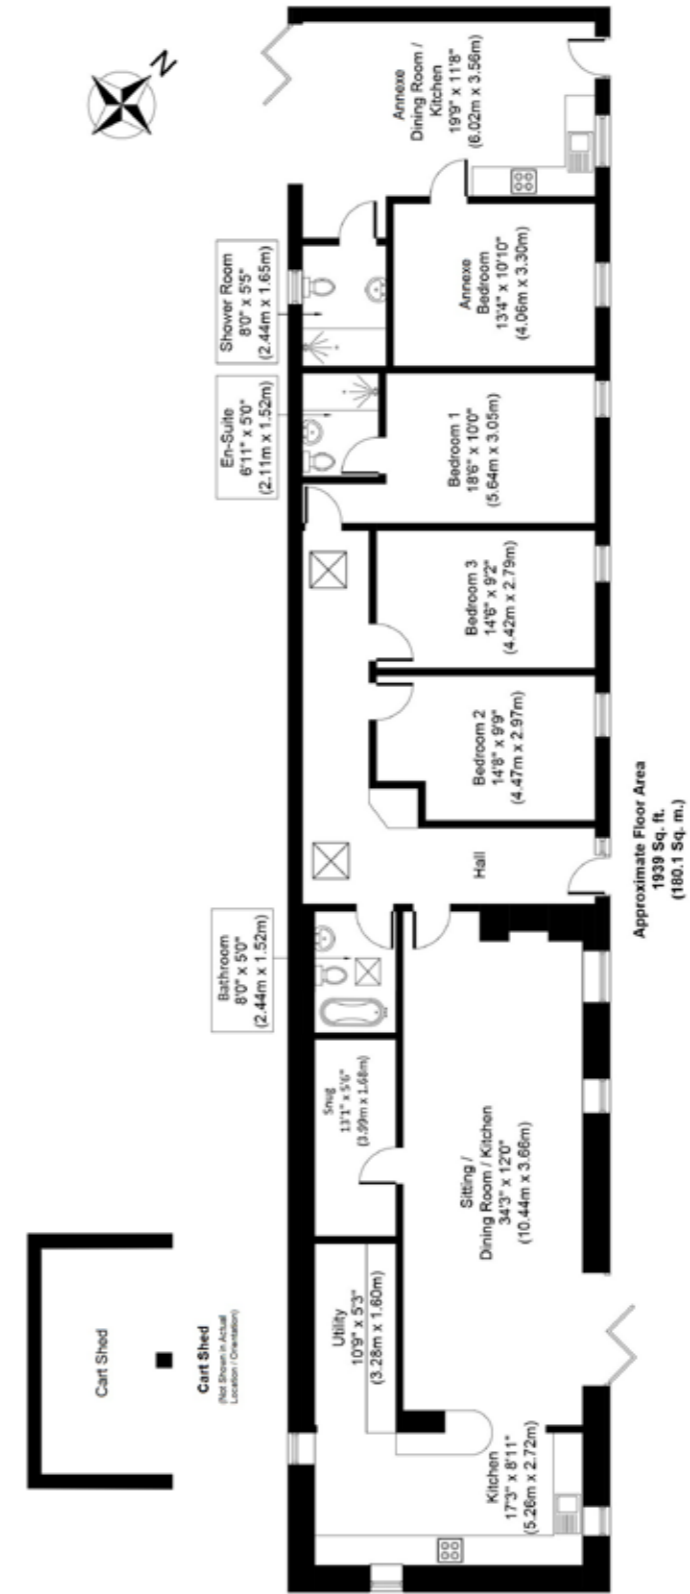 N
Annexe
Dining Room /
Kitchen
19'9" x 11'8"
(6.02m x 3.56m)
Shower Room
8'0" x 5'5"
(2.44m x 1.65m)
Annexe
Bedroom
13'4" x 10'10"
(4.06m x 3.30m)
En-Suite
6'11" x 5'0"
(2.11m x 1.52m)
Bedroom 1
18'6" x 10'0"
(5.64m x 3.05m)
Bedroom 3
14'6" x 9'2"
(4.42m x 2.79m)
Bedroom 2
14'8" x 9'9"
(4.47m x 2.97m)
Hall
Bathroom
8'0" x 5'0"
(2.44m x 1.52m)
Snug
13'1" x 5'6"
(3.99m x 1.68m)
Sitting /
Dining Room / Kitchen
34'3" x 12'0"
(10.44m x 3.66m)
Utility
10'9" x 5'3"
(3.28m x 1.60m)
Kitchen
17'3" x 8'11"
(5.26m x 2.72m)
Cart Shed
Cart Shed
(Not Shown in Actual
Location / Orientation)
Approximate Floor Area
1939 Sq. ft.
(180.1 Sq. m.)